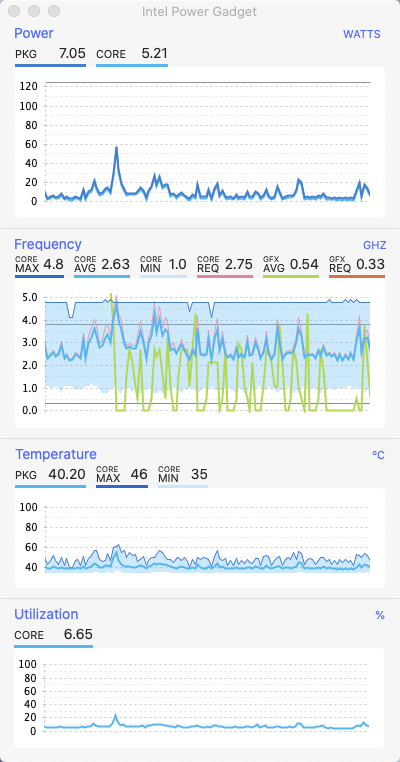 Intel Power Gadget
Power WATTS
PKG 7.05 CORE 5.21
120
100
80
60
40
20
0
Frequency GHZ
CORE MAX 4.8 CORE AVG 2.63 CORE MIN 1.0 CORE REQ 2.75 GFX AVG 0.54 GFX REQ 0.33
5.0
4.0
3.0
2.0
1.0
0.0
Temperature ºC
PKG 40.20 CORE MAX 46 CORE MIN 35
100
80
60
40
Utilization %
CORE 6.65
100
80
60
40
20
0